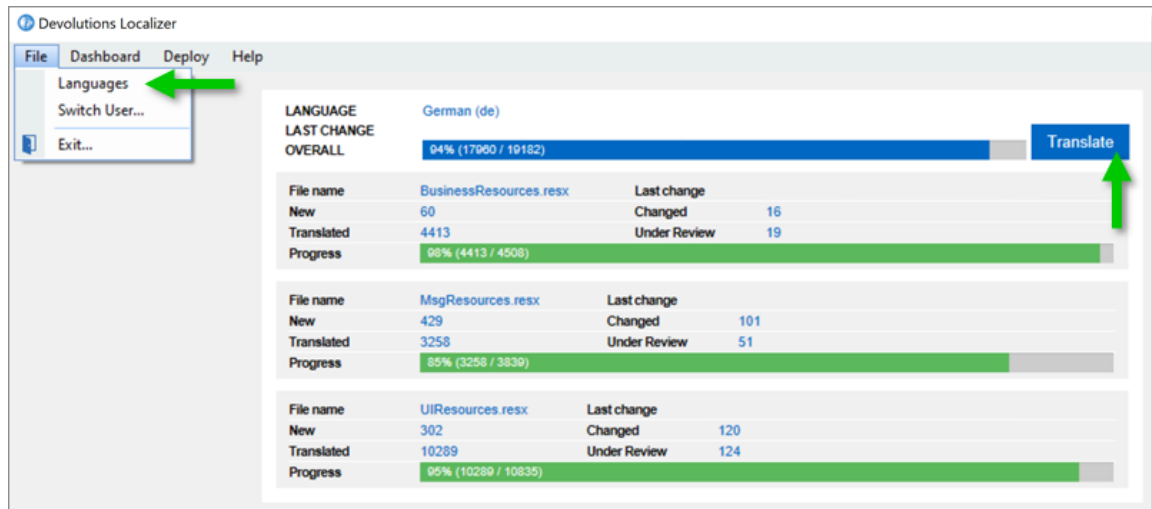 Devolutions Localizer
File Dashboard Deploy Help
Languages
Switch User...
Exit...
LANGUAGE German (de)
LAST CHANGE
OVERALL 94% (17960 / 19182)
Translate
File name BusinessResources.resx Last change
New 60 Changed 16
Translated 4413 Under Review 19
Progress 98% (4413 / 4508)
File name MsgResources.resx Last change
New 429 Changed 101
Translated 3258 Under Review 51
Progress 85% (3258 / 3839)
File name UIResources.resx Last change
New 302 Changed 120
Translated 10289 Under Review 124
Progress 95% (10289 / 10835)